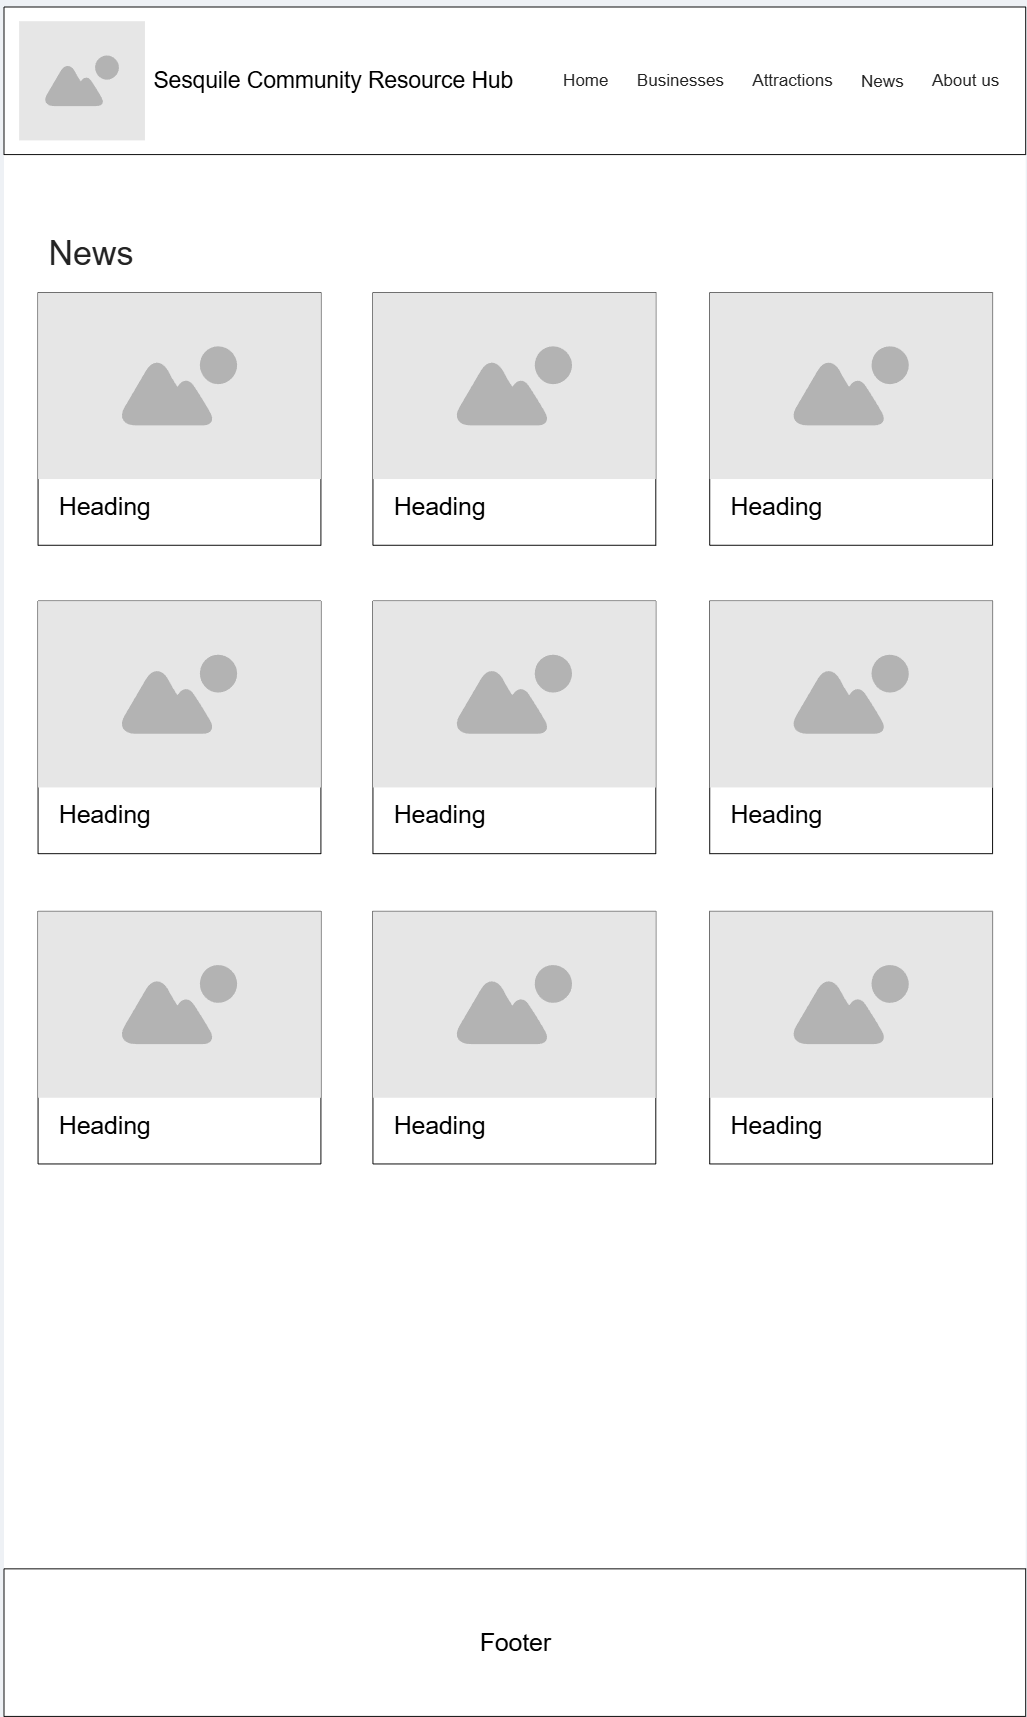 Sesquile Community Resource Hub
Home Businesses Attractions News About us
News
Heading Heading Heading
Heading Heading Heading
Heading Heading Heading
Footer